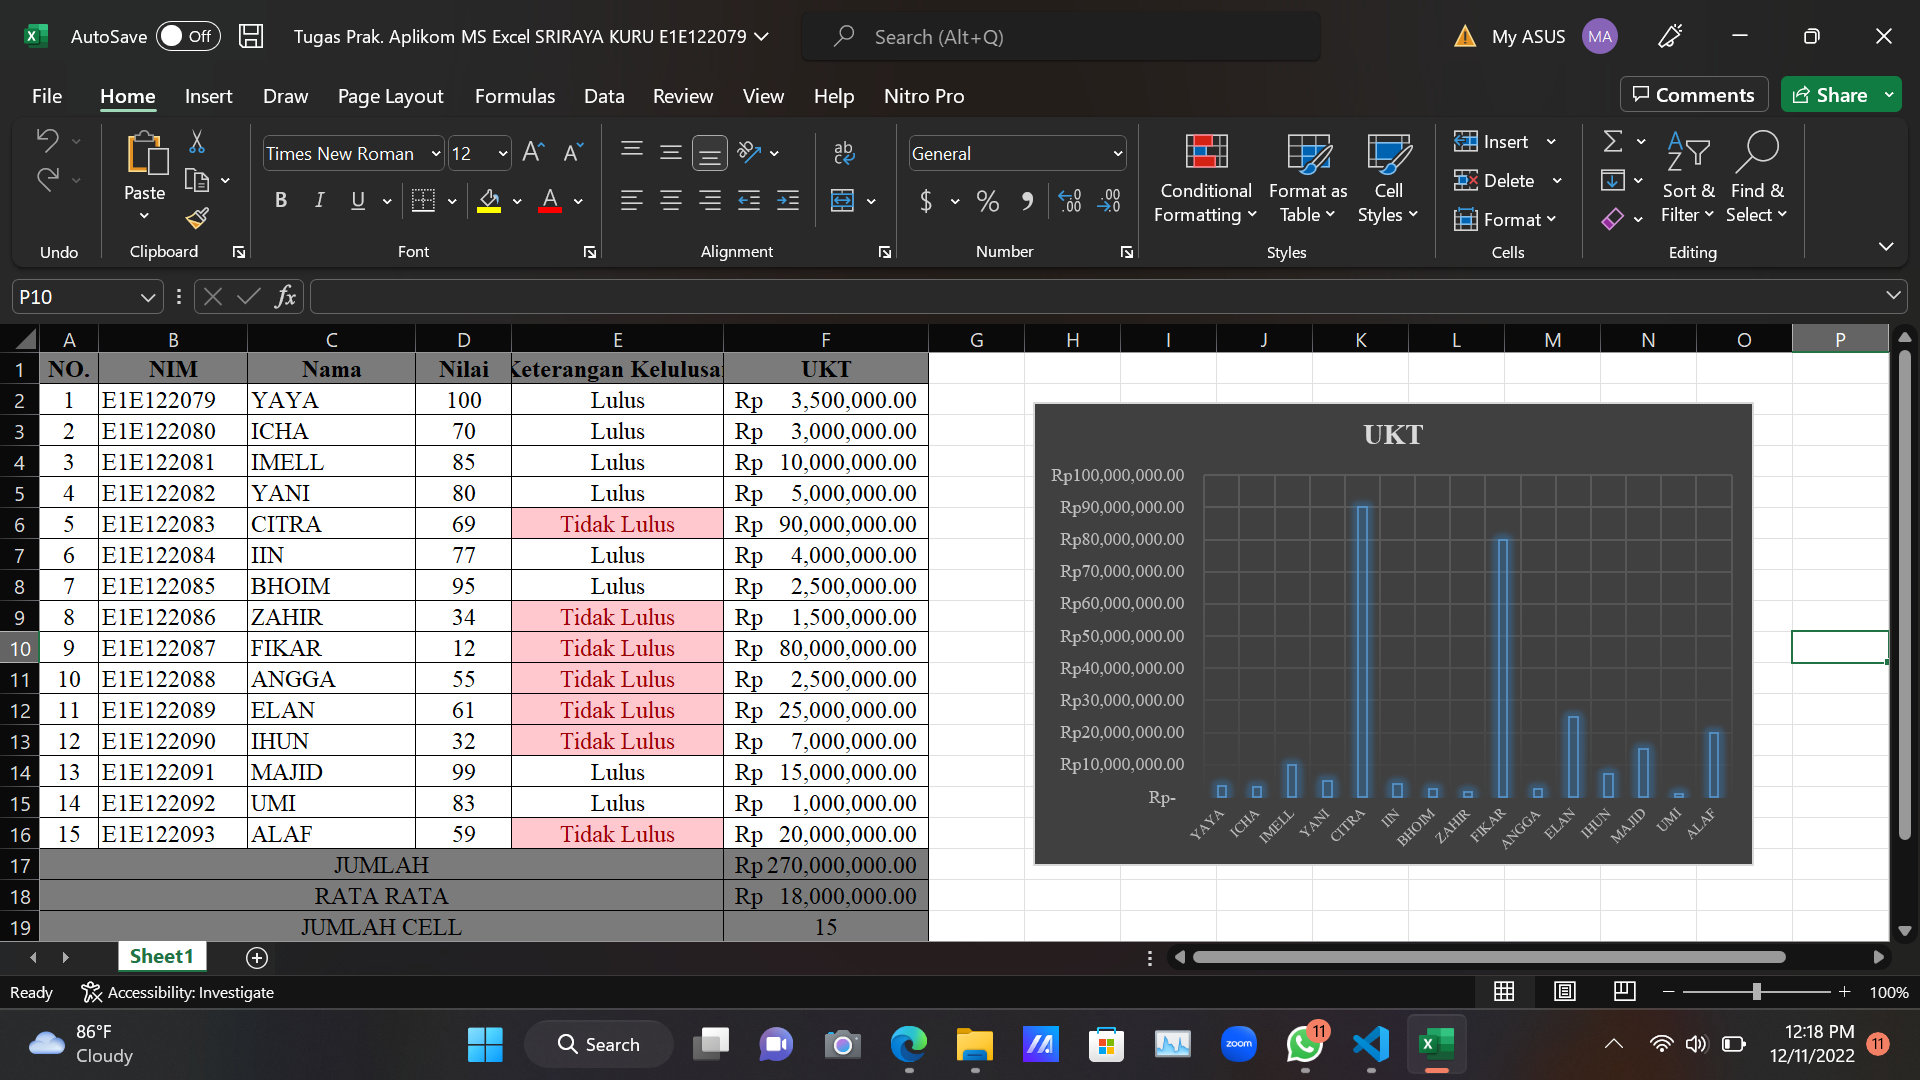 AutoSave Off Tugas Prak. Aplikom MS Excel SRIRAYA KURU E1E122079 Search (Alt+Q) My ASUS MA
File Home Insert Draw Page Layout Formulas Data Review View Help Nitro Pro Comments Share
Paste Times New Roman 12 General Conditional Formatting Format as Table Cell Styles Insert Delete Format Sort & Filter Find & Select
Undo Clipboard Font Alignment Number Styles Cells Editing
P10 fx
A B C D E F G H I J K L M N O P
1 NO. NIM Nama Nilai Keterangan Kelulusa UKT
2 1 E1E122079 YAYA 100 Lulus Rp 3,500,000.00
3 2 E1E122080 ICHA 70 Lulus Rp 3,000,000.00
4 3 E1E122081 IMELL 85 Lulus Rp 10,000,000.00
5 4 E1E122082 YANI 80 Lulus Rp 5,000,000.00
6 5 E1E122083 CITRA 69 Tidak Lulus Rp 90,000,000.00
7 6 E1E122084 IIN 77 Lulus Rp 4,000,000.00
8 7 E1E122085 BHOIM 95 Lulus Rp 2,500,000.00
9 8 E1E122086 ZAHIR 34 Tidak Lulus Rp 1,500,000.00
10 9 E1E122087 FIKAR 12 Tidak Lulus Rp 80,000,000.00
11 10 E1E122088 ANGGA 55 Tidak Lulus Rp 2,500,000.00
12 11 E1E122089 ELAN 61 Tidak Lulus Rp 25,000,000.00
13 12 E1E122090 IHUN 32 Tidak Lulus Rp 7,000,000.00
14 13 E1E122091 MAJID 99 Lulus Rp 15,000,000.00
15 14 E1E122092 UMI 83 Lulus Rp 1,000,000.00
16 15 E1E122093 ALAF 59 Tidak Lulus Rp 20,000,000.00
17 JUMLAH Rp 270,000,000.00
18 RATA RATA Rp 18,000,000.00
19 JUMLAH CELL 15
UKT
Rp100,000,000.00
Rp90,000,000.00
Rp80,000,000.00
Rp70,000,000.00
Rp60,000,000.00
Rp50,000,000.00
Rp40,000,000.00
Rp30,000,000.00
Rp20,000,000.00
Rp10,000,000.00
Rp-
YAYA ICHA IMELL YANI CITRA IIN BHOIM ZAHIR FIKAR ANGGA ELAN IHUN MAJID UMI ALAF
Sheet1
Ready Accessibility: Investigate 100%
86°F
Cloudy
Search zoom 11
12:18 PM
12/11/2022 11